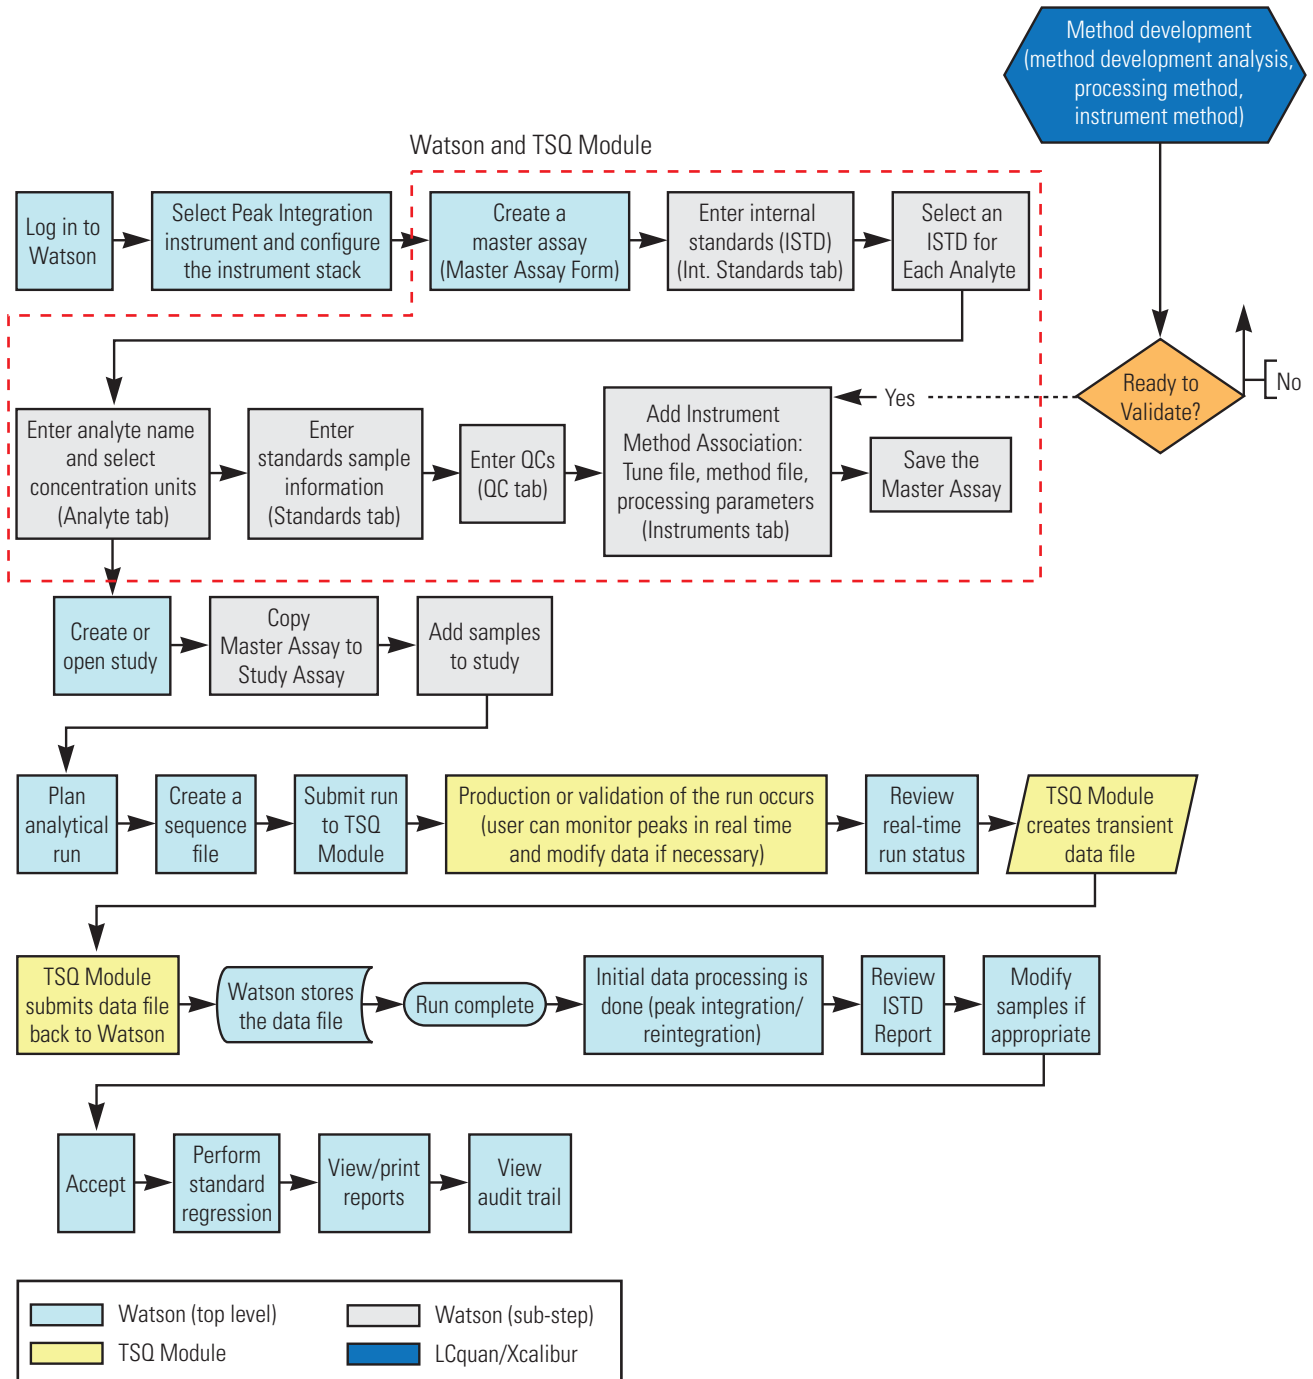 Method development
(method development analysis,
processing method,
instrument method)
Watson and TSQ Module
Log in to
Watson
Select Peak Integration
instrument and configure
the instrument stack
Create a
master assay
(Master Assay Form)
Enter internal
standards (ISTD)
(Int. Standards tab)
Select an
ISTD for
Each Analyte
Ready to
Validate?
No
Yes
Enter analyte name
and select
concentration units
(Analyte tab)
Enter
standards sample
information
(Standards tab)
Enter QCs
(QC tab)
Add Instrument
Method Association:
Tune file, method file,
processing parameters
(Instruments tab)
Save the
Master Assay
Create or
open study
Copy
Master Assay to
Study Assay
Add samples
to study
Plan
analytical
run
Create a
sequence
file
Submit run
to TSQ
Module
Production or validation of the run occurs
(user can monitor peaks in real time
and modify data if necessary)
Review
real-time
run status
TSQ Module
creates transient
data file
TSQ Module
submits data file
back to Watson
Watson stores
the data file
Run complete
Initial data processing is
done (peak integration/
reintegration)
Review
ISTD
Report
Modify
samples if
appropriate
Accept
Perform
standard
regression
View/print
reports
View
audit trail
Watson (top level)
Watson (sub-step)
TSQ Module
LCquan/Xcalibur